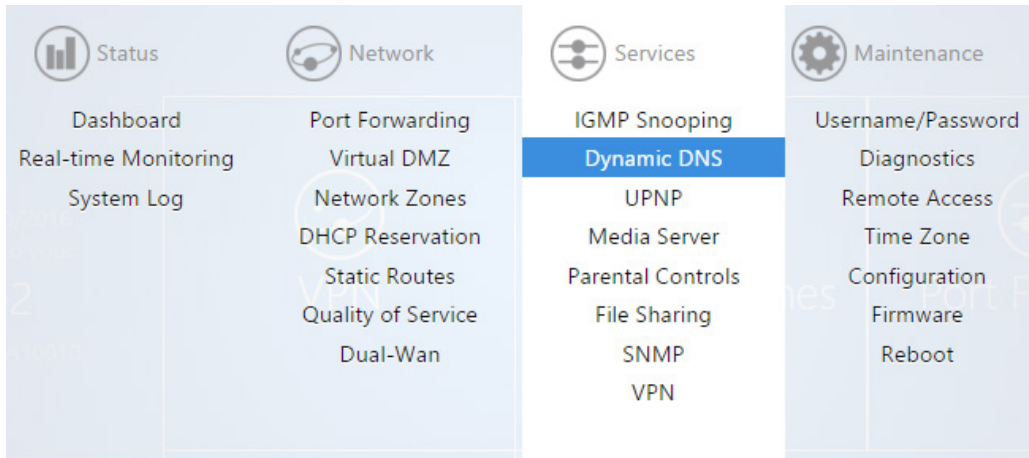 Status
Dashboard
Real-time Monitoring
System Log
Network
Port Forwarding
Virtual DMZ
Network Zones
DHCP Reservation
Static Routes
Quality of Service
Dual-Wan
Services
IGMP Snooping
Dynamic DNS
UPNP
Media Server
Parental Controls
File Sharing
SNMP
VPN
Maintenance
Username/Password
Diagnostics
Remote Access
Time Zone
Configuration
Firmware
Reboot
VPN